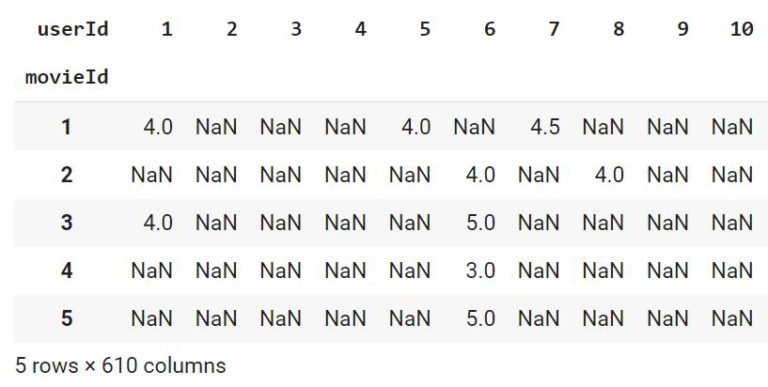 userId 1 2 3 4 5 6 7 8 9 10
movieId
1 4.0 NaN NaN NaN 4.0 NaN 4.5 NaN NaN NaN
2 NaN NaN NaN NaN NaN 4.0 NaN 4.0 NaN NaN
3 4.0 NaN NaN NaN NaN 5.0 NaN NaN NaN NaN
4 NaN NaN NaN NaN NaN 3.0 NaN NaN NaN NaN
5 NaN NaN NaN NaN NaN 5.0 NaN NaN NaN NaN
5 rows × 610 columns